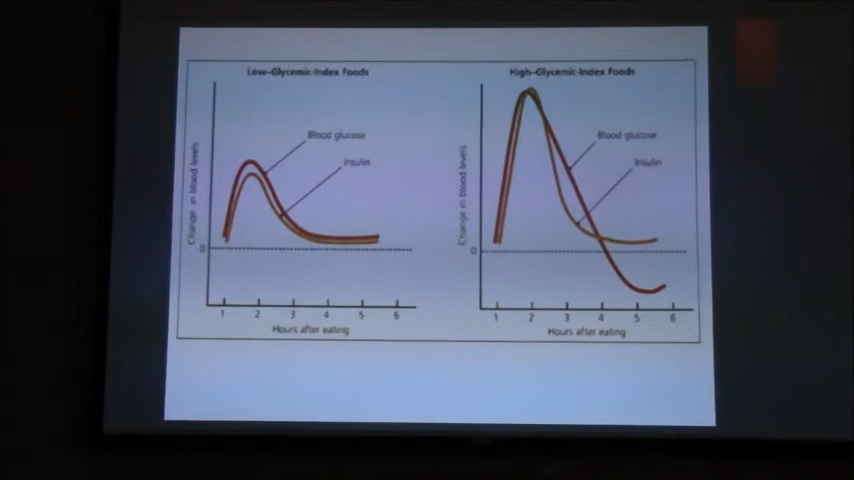 Low-Glycemic-Index Foods
Change in blood levels
Blood glucose
Insulin
0
1 2 3 4 5 6
Hours after eating
High-Glycemic-Index Foods
Change in blood levels
Blood glucose
Insulin
0
1 2 3 4 5 6
Hours after eating